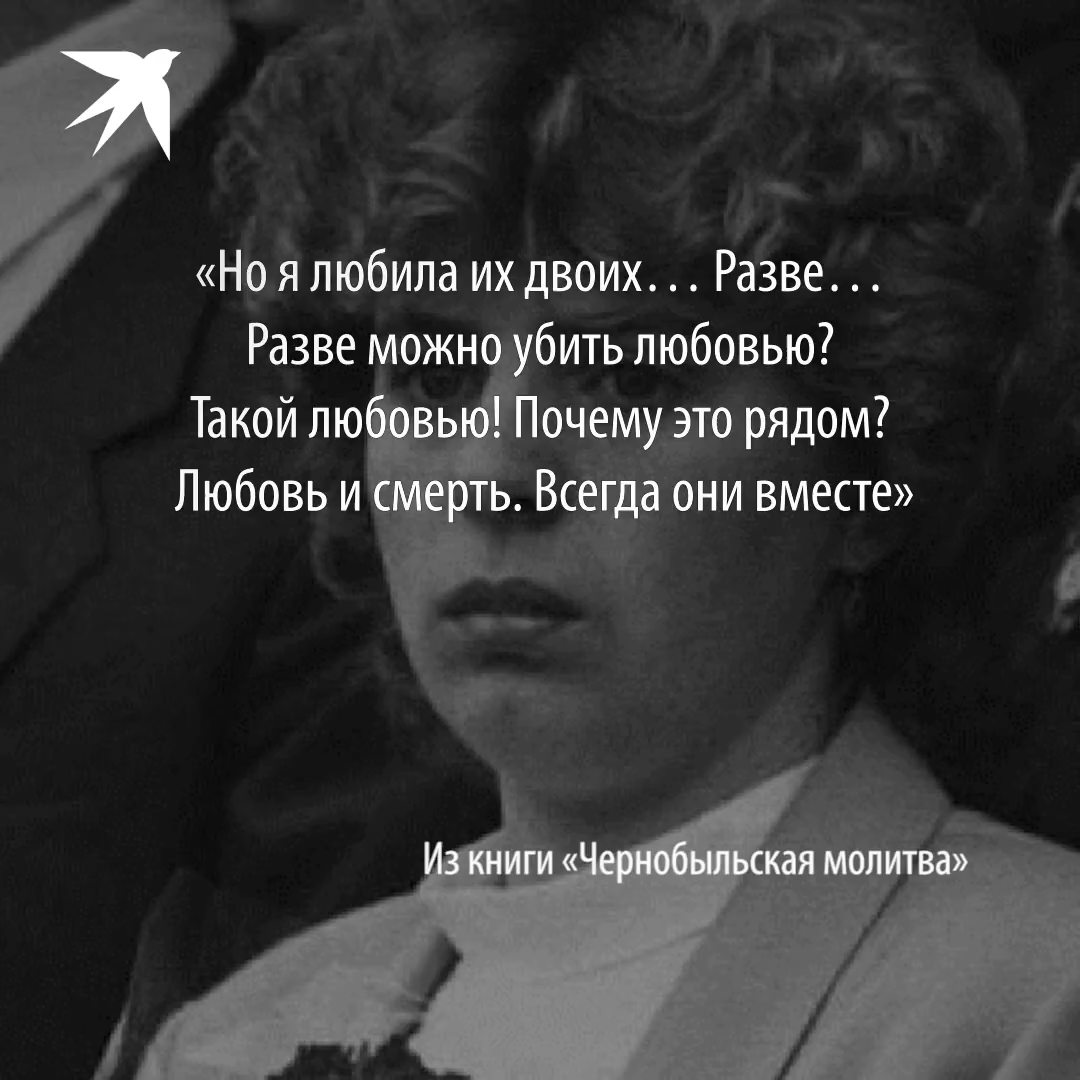 «Но я любила их двоих… Разве…
Разве можно убить любовью?
Такой любовью! Почему это рядом?
Любовь и смерть. Всегда они вместе»
Из книги «Чернобыльская молитва»